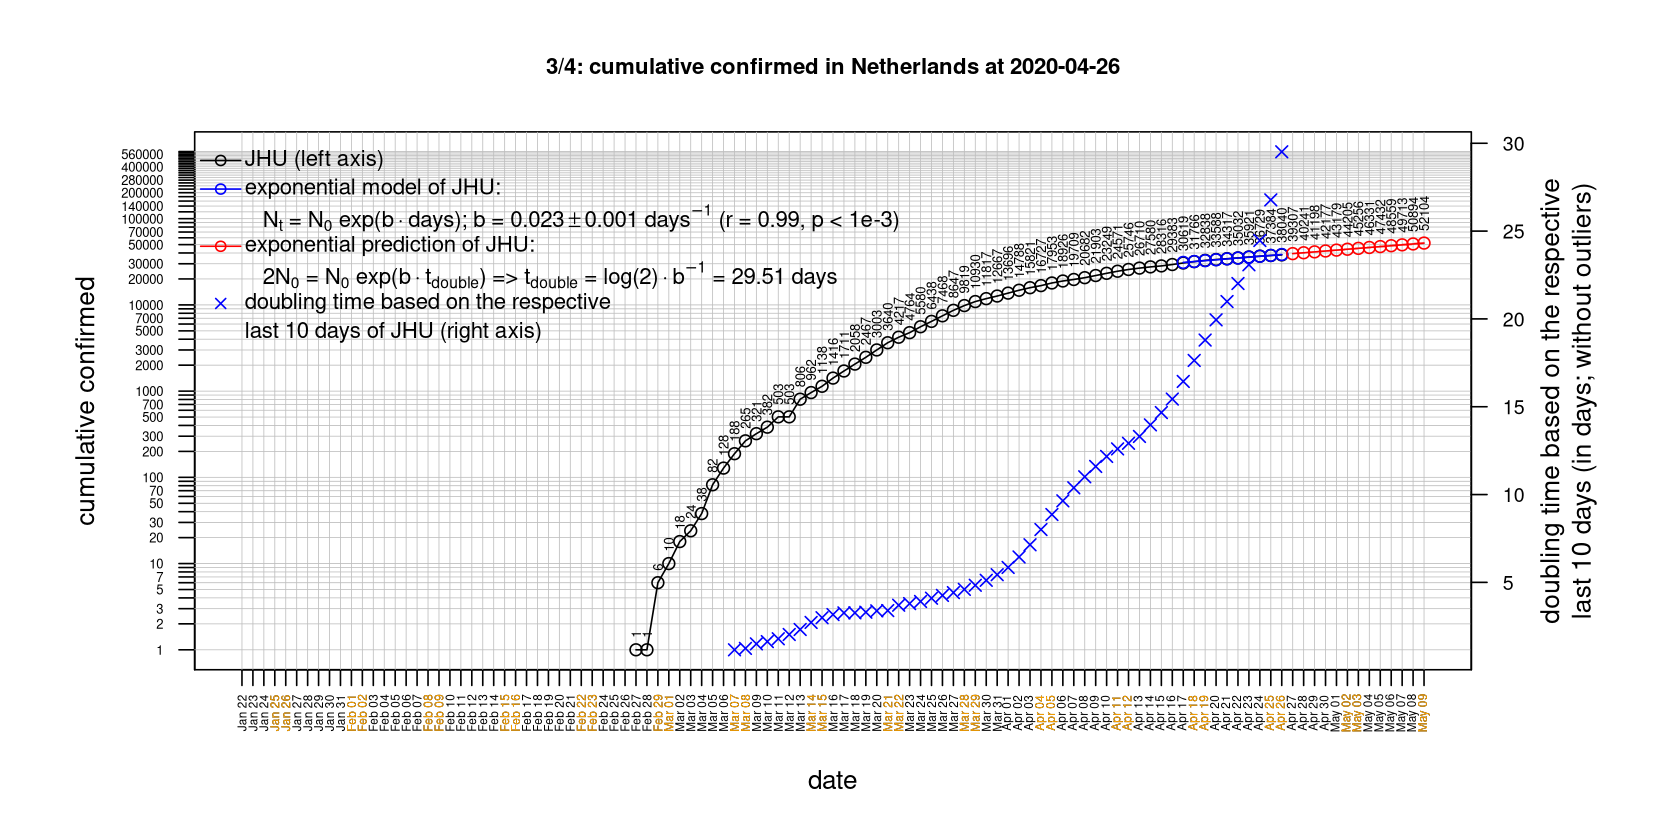 3/4: cumulative confirmed in Netherlands at 2020-04-26
JHU (left axis)
exponential model of JHU:
Nt = N0 exp(b · days); b = 0.023 ± 0.001 days−1 (r = 0.99, p < 1e-3)
exponential prediction of JHU:
2N0 = N0 exp(b · tdouble) => tdouble = log(2) · b−1 = 29.51 days
doubling time based on the respective
last 10 days of JHU (right axis)
cumulative confirmed
560000
400000
280000
200000
140000
100000
70000
50000
30000
20000
10000
7000
5000
3000
2000
1000
700
500
300
100
70
50
30
20
10
7
5
3
2
1
1 1 6 10 18 24 38 82 128 188 265 321 382 503 503 806 962 1138 1416 1711 2058 2467 3003 3640 4217 4764 5580 6438 7468 8647 9819 10930 11817 12667 13696 14788 15821 16727 17953 18926 19709 20682 21903 23249 24571 25746 26710 27580 28316 29383 30619 31766 32838 33588 34317 35032 35921 36729 37384 38040 39307 40241 41198 42177 43179 44205 45256 46331 47432 48559 49713 50894 52104
30
25
20
15
10
5
doubling time based on the respective
last 10 days (in days; without outliers)
Jan 22 Jan 23 Jan 24 Jan 25 Jan 26 Jan 27 Jan 28 Jan 29 Jan 30 Jan 31 Feb 01 Feb 02 Feb 03 Feb 04 Feb 05 Feb 06 Feb 07 Feb 08 Feb 09 Feb 10 Feb 11 Feb 12 Feb 13 Feb 14 Feb 15 Feb 16 Feb 17 Feb 18 Feb 19 Feb 20 Feb 21 Feb 22 Feb 23 Feb 24 Feb 25 Feb 26 Feb 27 Feb 28 Feb 29 Mar 01 Mar 02 Mar 03 Mar 04 Mar 05 Mar 06 Mar 07 Mar 08 Mar 09 Mar 10 Mar 11 Mar 12 Mar 13 Mar 14 Mar 15 Mar 16 Mar 17 Mar 18 Mar 19 Mar 20 Mar 21 Mar 22 Mar 23 Mar 24 Mar 25 Mar 26 Mar 27 Mar 28 Mar 29 Mar 30 Mar 31 Apr 01 Apr 02 Apr 03 Apr 04 Apr 05 Apr 06 Apr 07 Apr 08 Apr 09 Apr 10 Apr 11 Apr 12 Apr 13 Apr 14 Apr 15 Apr 16 Apr 17 Apr 18 Apr 19 Apr 20 Apr 21 Apr 22 Apr 23 Apr 24 Apr 25 Apr 26 Apr 27 Apr 28 Apr 29 Apr 30 May 01 May 02 May 03 May 04 May 05 May 06 May 07 May 08 May 09
date